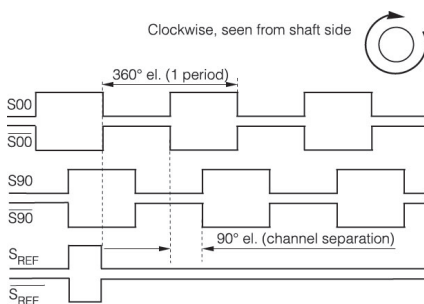 Clockwise, seen from shaft side
360° el. (1 period)
S00
S00
S90
S90
90° el. (channel separation)
SREF
SREF